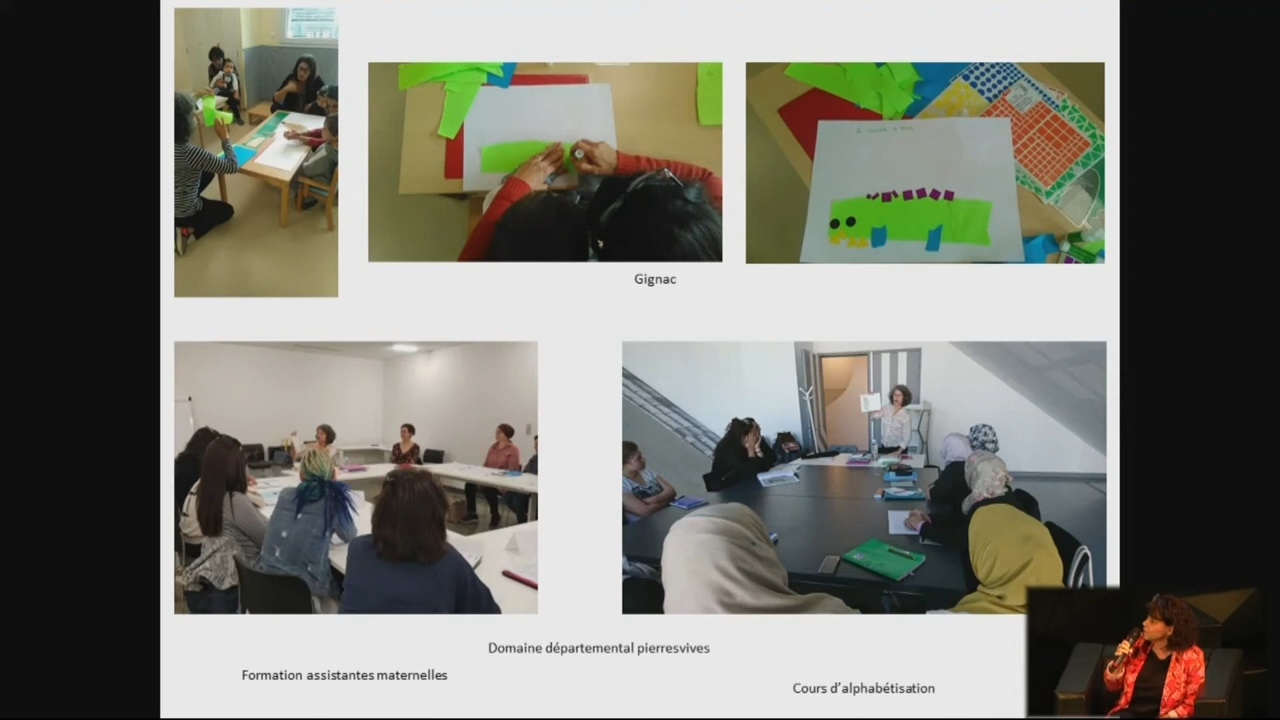 Gignac
Domaine départemental pierresvives
Formation assistantes maternelles
Cours d'alphabétisation